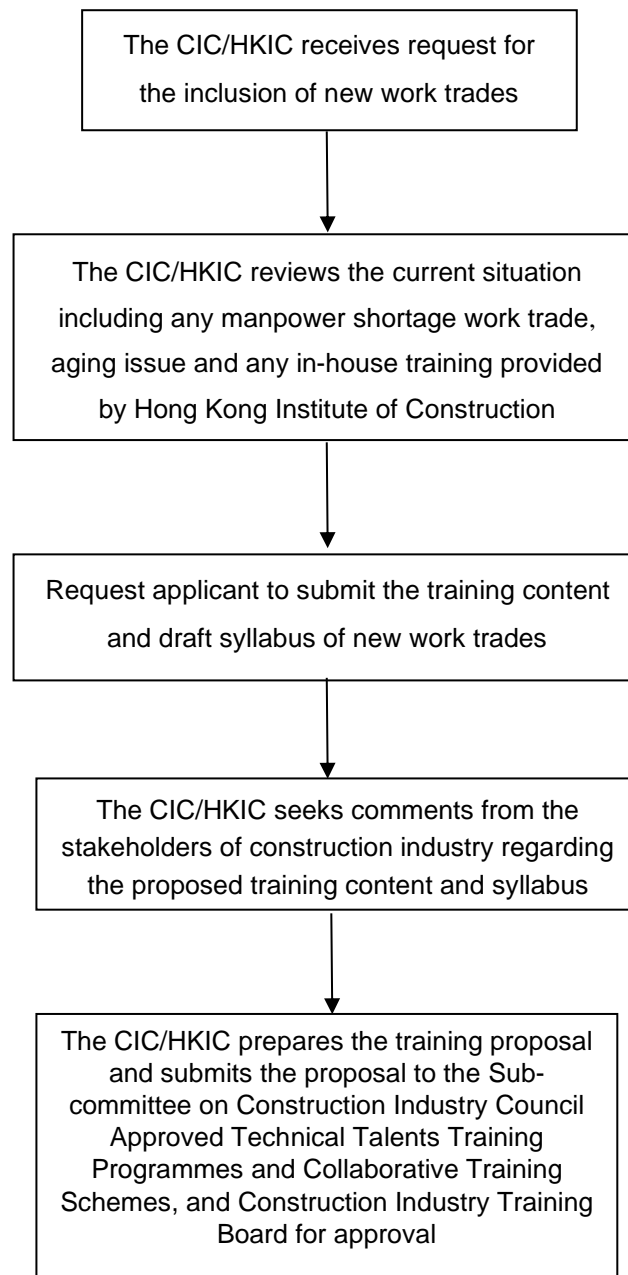 The CIC/HKIC receives request for
the inclusion of new work trades
The CIC/HKIC reviews the current situation
including any manpower shortage work trade,
aging issue and any in-house training provided
by Hong Kong Institute of Construction
Request applicant to submit the training content
and draft syllabus of new work trades
The CIC/HKIC seeks comments from the
stakeholders of construction industry regarding
the proposed training content and syllabus
The CIC/HKIC prepares the training proposal
and submits the proposal to the Sub-
committee on Construction Industry Council
Approved Technical Talents Training
Programmes and Collaborative Training
Schemes, and Construction Industry Training
Board for approval